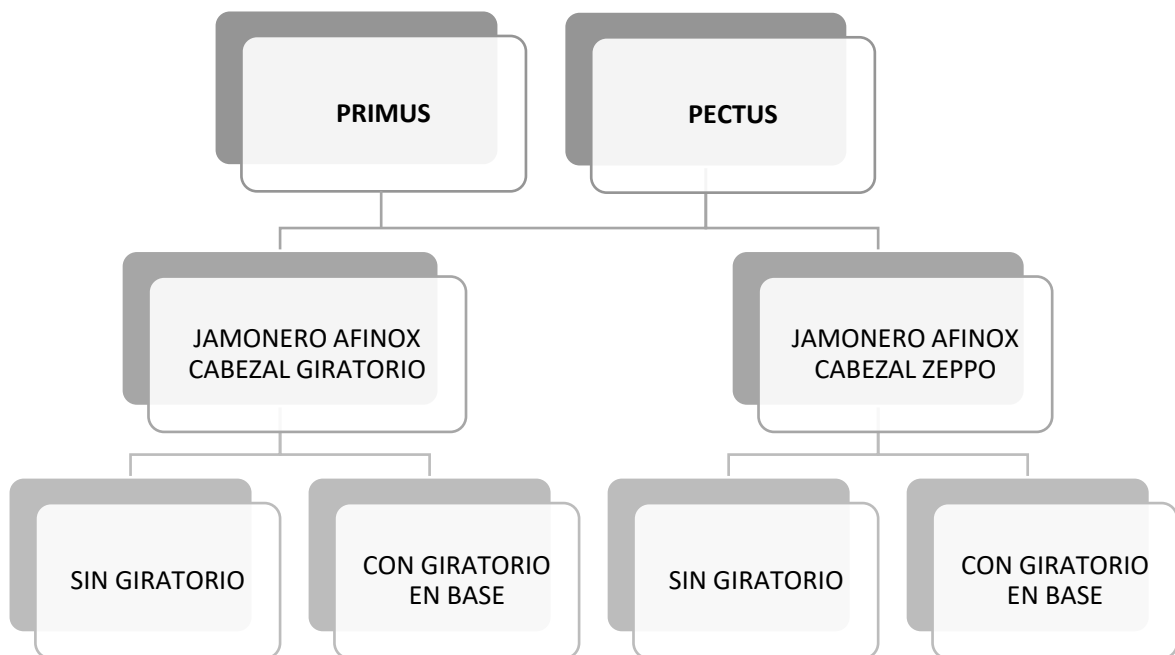 PRIMUS
PECTUS
JAMONERO AFINOX
CABEZAL GIRATORIO
JAMONERO AFINOX
CABEZAL ZEPPO
SIN GIRATORIO
CON GIRATORIO
EN BASE
SIN GIRATORIO
CON GIRATORIO
EN BASE